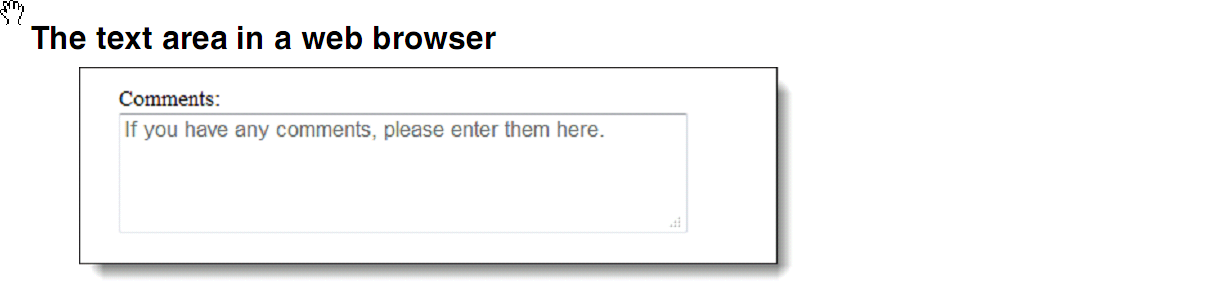 The text area in a web browser
Comments:
If you have any comments, please enter them here.